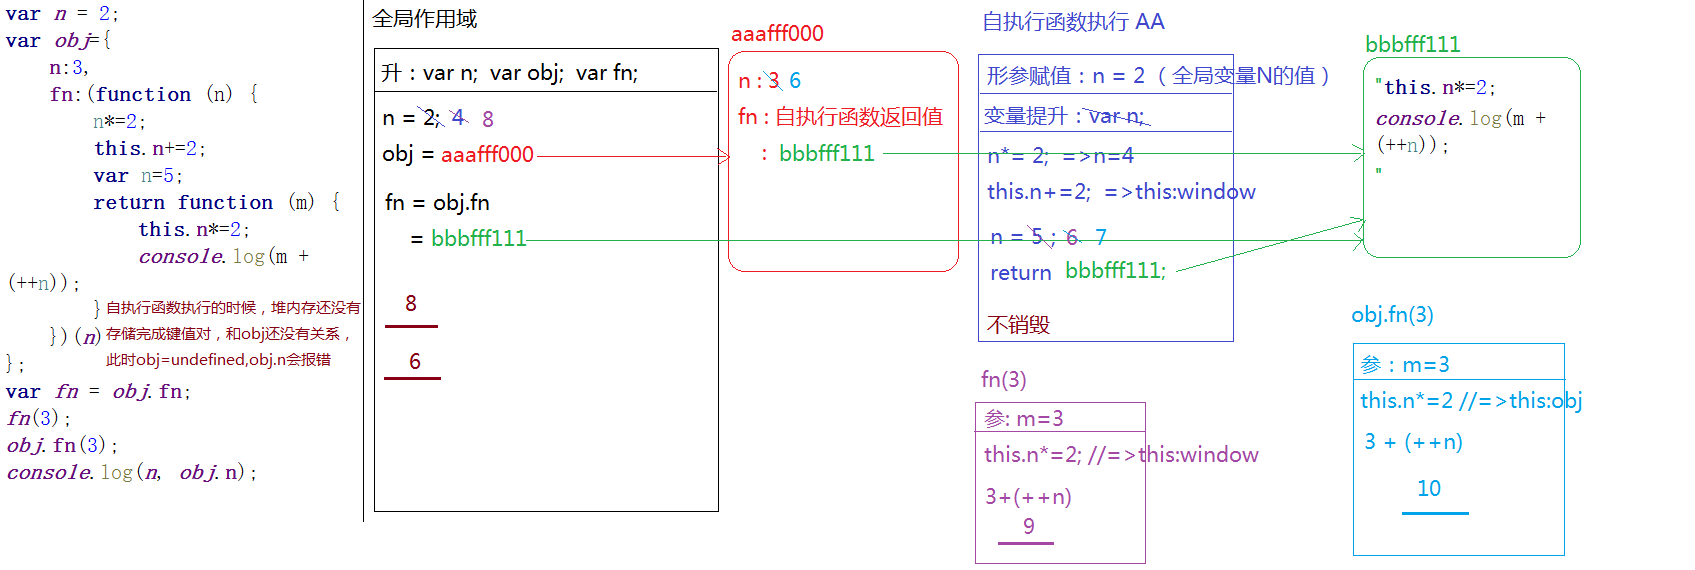 var n = 2;
var obj={
n:3,
fn:(function (n) {
n*=2;
this.n+=2;
var n=5;
return function (m) {
this.n*=2;
console.log(m +
(++n));
}
自执行函数执行的时候，堆内存还没有
})(n)
存储完成键值对，和obj还没有关系，
};
此时obj=undefined,obj.n会报错
var fn = obj.fn;
fn(3);
obj.fn(3);
console.log(n, obj.n);
全局作用域
升：var n; var obj; var fn;
n = 2; 4 8
obj = aaafff000
fn = obj.fn
= bbbfff111
8
6
aaafff000
n : 3 6
fn : 自执行函数返回值
: bbbfff111
自执行函数执行 AA
形参赋值：n = 2（全局变量N的值）
变量提升：var n;
n*= 2; =>n=4
this.n+=2; =>this:window
n = 5 ; 6 7
return bbbfff111;
不销毁
fn(3)
参: m=3
this.n*=2; //=>this:window
3+(++n)
9
bbbfff111
"this.n*=2;
console.log(m +
(++n));
"
obj.fn(3)
参：m=3
this.n*=2 //=>this:obj
3 + (++n)
10